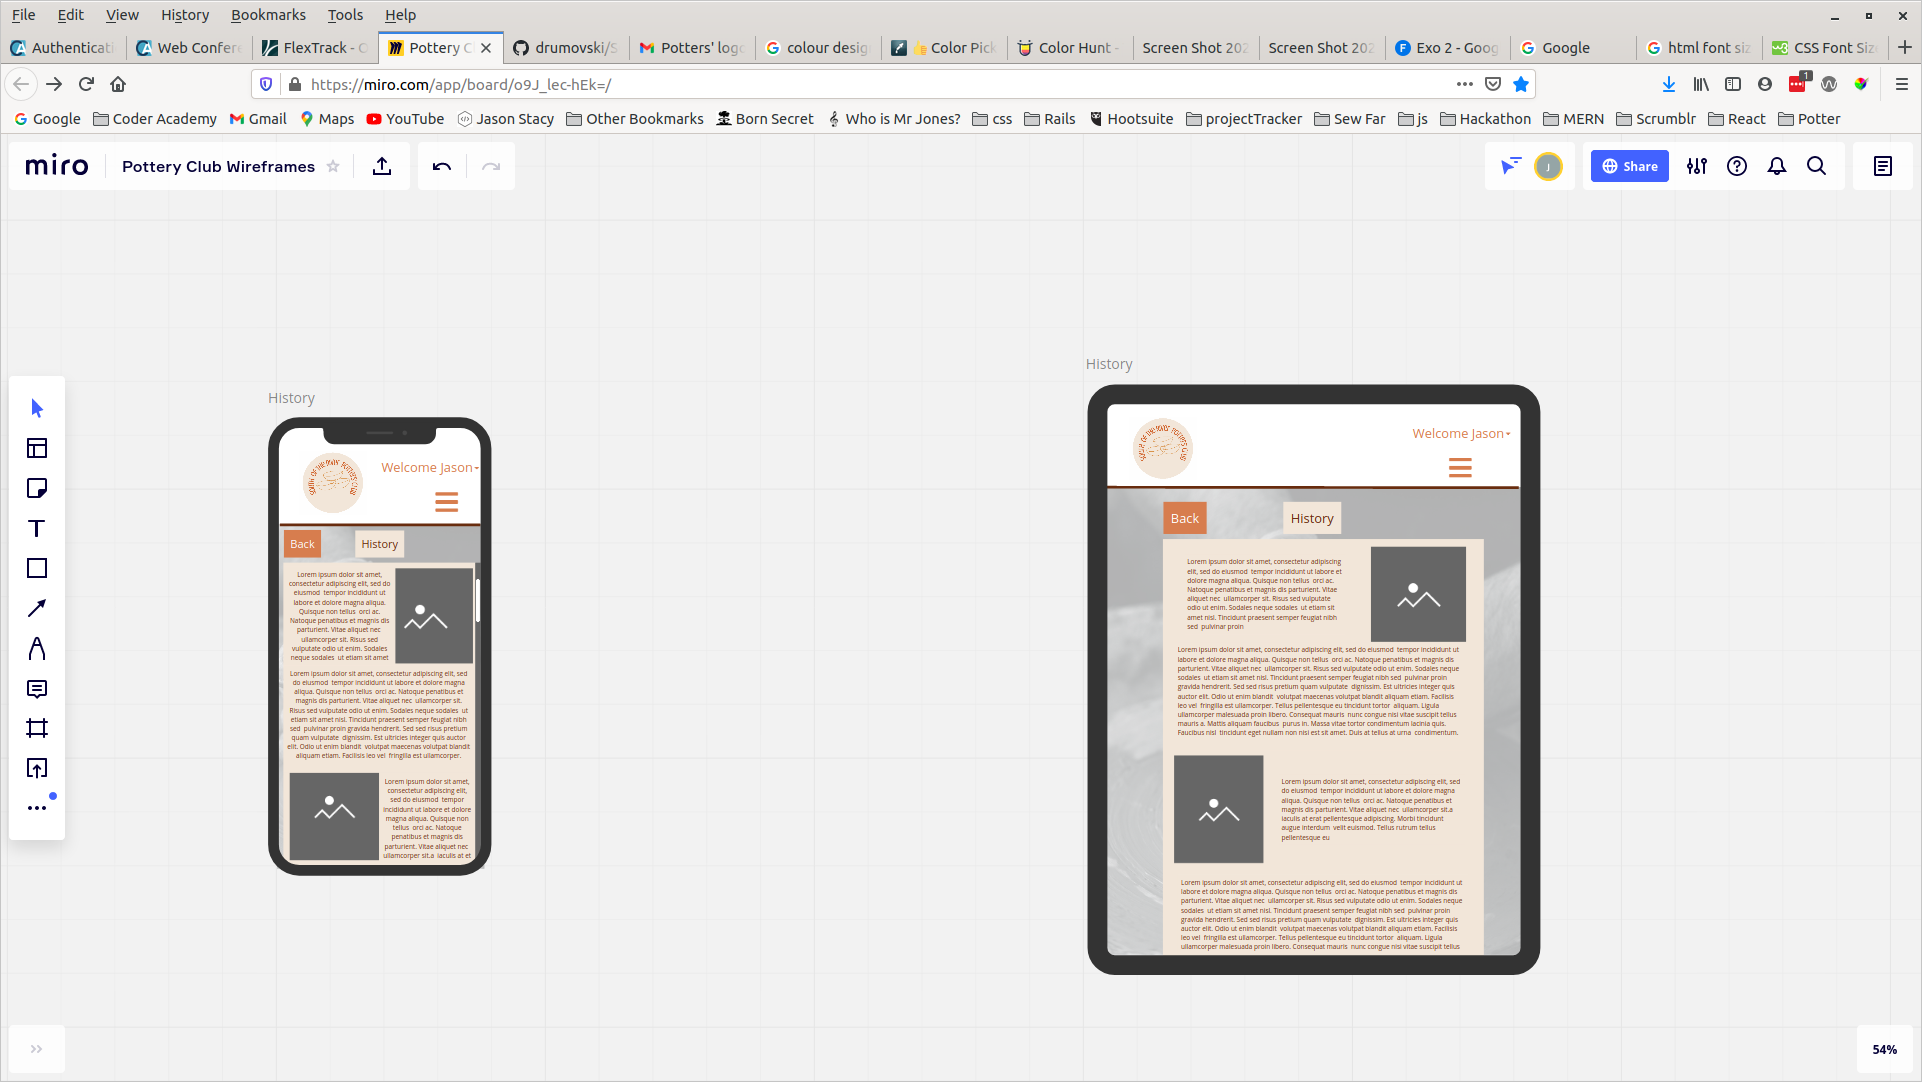 File Edit View History Bookmarks Tools Help
Authenticati Web Confere FlexTrack - O Pottery C drumovski/S Potters' logo colour desig 👍 Color Pick Color Hunt - Screen Shot 202 Screen Shot 202 Exo 2 - Goog Google html font siz CSS Font Size
https://miro.com/app/board/o9J_lec-hEk=/
1
Google Coder Academy Gmail Maps YouTube Jason Stacy Other Bookmarks Born Secret Who is Mr Jones? css Rails Hootsuite projectTracker Sew Far js Hackathon MERN Scrumblr React Potter
miro Pottery Club Wireframes
J Share
History
Welcome Jason
Back History
Lorem ipsum dolor sit amet,
consectetur adipiscing elit, sed do
eiusmod tempor incididunt ut
labore et dolore magna aliqua.
Quisque non tellus orci ac.
Natoque penatibus et magnis dis
parturient. Vitae aliquet nec
ullamcorper sit. Risus sed
vulputate odio ut enim. Sodales
neque sodales ut etiam sit amet
Lorem ipsum dolor sit amet, consectetur adipiscing elit, sed
do eiusmod tempor incididunt ut labore et dolore magna
aliqua. Quisque non tellus orci ac. Natoque penatibus et
magnis dis parturient. Vitae aliquet nec ullamcorper sit.
Risus sed vulputate odio ut enim. Sodales neque sodales ut
etiam sit amet nisl. Tincidunt praesent semper feugiat nibh
sed pulvinar proin gravida hendrerit. Sed sed risus pretium
quam vulputate dignissim. Est ultricies integer quis auctor
elit. Odio ut enim blandit volutpat maecenas volutpat blandit
aliquam etiam. Facilisis leo vel fringilla est ullamcorper.
Lorem ipsum dolor sit amet,
consectetur adipiscing elit,
sed do eiusmod tempor
incididunt ut labore et dolore
magna aliqua. Quisque non
tellus orci ac. Natoque
penatibus et magnis dis
parturient. Vitae aliquet nec
ullamcorper sit.a iaculis at et
History
Welcome Jason
Back History
Lorem ipsum dolor sit amet, consectetur adipiscing
elit, sed do eiusmod tempor incididunt ut labore et
dolore magna aliqua. Quisque non tellus orci ac.
Natoque penatibus et magnis dis parturient. Vitae
aliquet nec ullamcorper sit. Risus sed vulputate
odio ut enim. Sodales neque sodales ut etiam sit
amet nisl. Tincidunt praesent semper feugiat nibh
sed pulvinar proin
Lorem ipsum dolor sit amet, consectetur adipiscing elit, sed do eiusmod tempor incididunt ut
labore et dolore magna aliqua. Quisque non tellus orci ac. Natoque penatibus et magnis dis
parturient. Vitae aliquet nec ullamcorper sit. Risus sed vulputate odio ut enim. Sodales neque
sodales ut etiam sit amet nisl. Tincidunt praesent semper feugiat nibh sed pulvinar proin
gravida hendrerit. Sed sed risus pretium quam vulputate dignissim. Est ultricies integer quis
auctor elit. Odio ut enim blandit volutpat maecenas volutpat blandit aliquam etiam. Facilisis
leo vel fringilla est ullamcorper. Tellus pellentesque eu tincidunt tortor aliquam. Ligula
ullamcorper malesuada proin libero. Consequat mauris nunc congue nisi vitae suscipit tellus
mauris a. Mattis aliquam faucibus purus in. Massa vitae tortor condimentum lacinia quis.
Faucibus nisl tincidunt eget nullam non nisi est sit amet. Duis at tellus at urna condimentum.
Lorem ipsum dolor sit amet, consectetur adipiscing elit, sed
do eiusmod tempor incididunt ut labore et dolore magna
aliqua. Quisque non tellus orci ac. Natoque penatibus et
magnis dis parturient. Vitae aliquet nec ullamcorper sit.a
iaculis at erat pellentesque adipiscing. Morbi tincidunt
augue interdum velit euismod. Tellus rutrum tellus
pellentesque eu
Lorem ipsum dolor sit amet, consectetur adipiscing elit, sed do eiusmod tempor incididunt ut
labore et dolore magna aliqua. Quisque non tellus orci ac. Natoque penatibus et magnis dis
parturient. Vitae aliquet nec ullamcorper sit. Risus sed vulputate odio ut enim. Sodales neque
sodales ut etiam sit amet nisl. Tincidunt praesent semper feugiat nibh sed pulvinar proin
gravida hendrerit. Sed sed risus pretium quam vulputate dignissim. Est ultricies integer quis
auctor elit. Odio ut enim blandit volutpat maecenas volutpat blandit aliquam etiam. Facilisis
leo vel fringilla est ullamcorper. Tellus pellentesque eu tincidunt tortor aliquam. Ligula
ullamcorper malesuada proin libero. Consequat mauris nunc congue nisi vitae suscipit tellus
54%